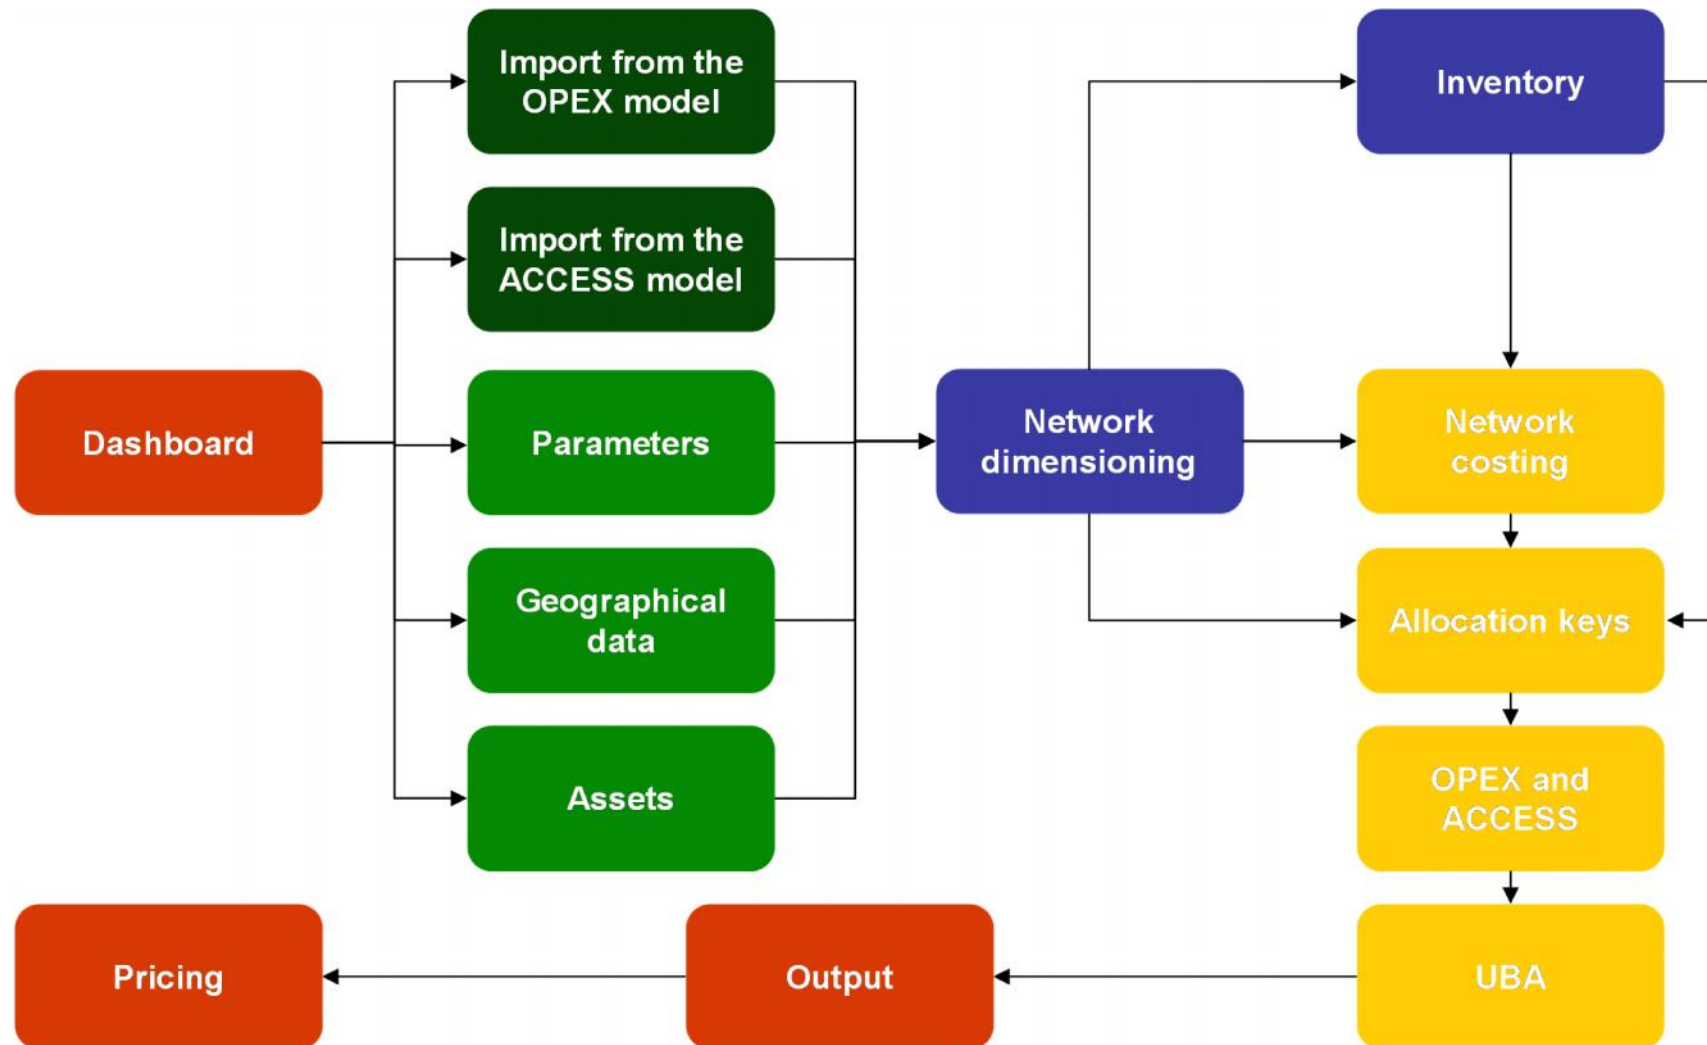 Import from the
OPEX model
Inventory
Import from the
ACCESS model
Dashboard
Parameters
Network
dimensioning
Network
costing
Geographical
data
Allocation keys
Assets
OPEX and
ACCESS
Pricing
Output
UBA